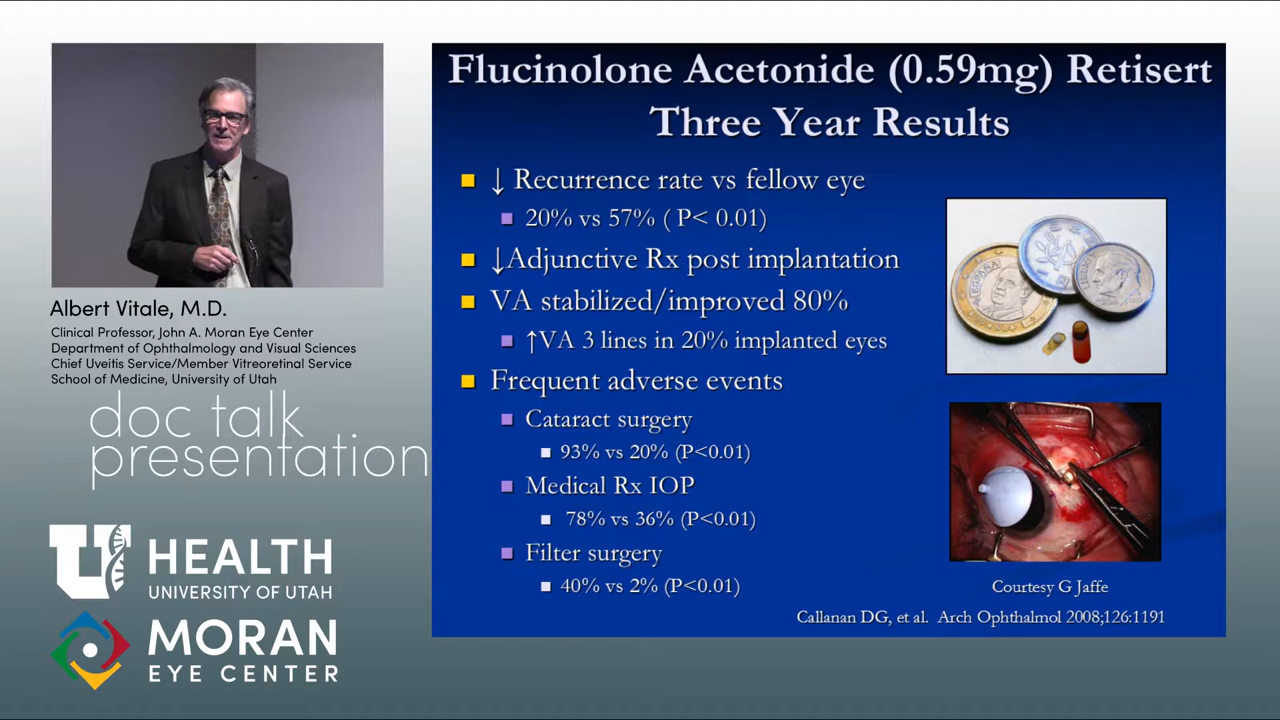 Flucinolone Acetonide (0.59mg) Retisert
Three Year Results
↓ Recurrence rate vs fellow eye
20% vs 57% ( P< 0.01)
↓Adjunctive Rx post implantation
VA stabilized/improved 80%
↑VA 3 lines in 20% implanted eyes
Frequent adverse events
Cataract surgery
93% vs 20% (P<0.01)
Medical Rx IOP
78% vs 36% (P<0.01)
Filter surgery
40% vs 2% (P<0.01)
ESPAÑA
Courtesy G Jaffe
Callanan DG, et al. Arch Ophthalmol 2008;126:1191
Albert Vitale, M.D.
Clinical Professor, John A. Moran Eye Center
Department of Ophthalmology and Visual Sciences
Chief Uveitis Service/Member Vitreoretinal Service
School of Medicine, University of Utah
doc talk
presentation
U HEALTH
UNIVERSITY OF UTAH
MORAN
EYE CENTER